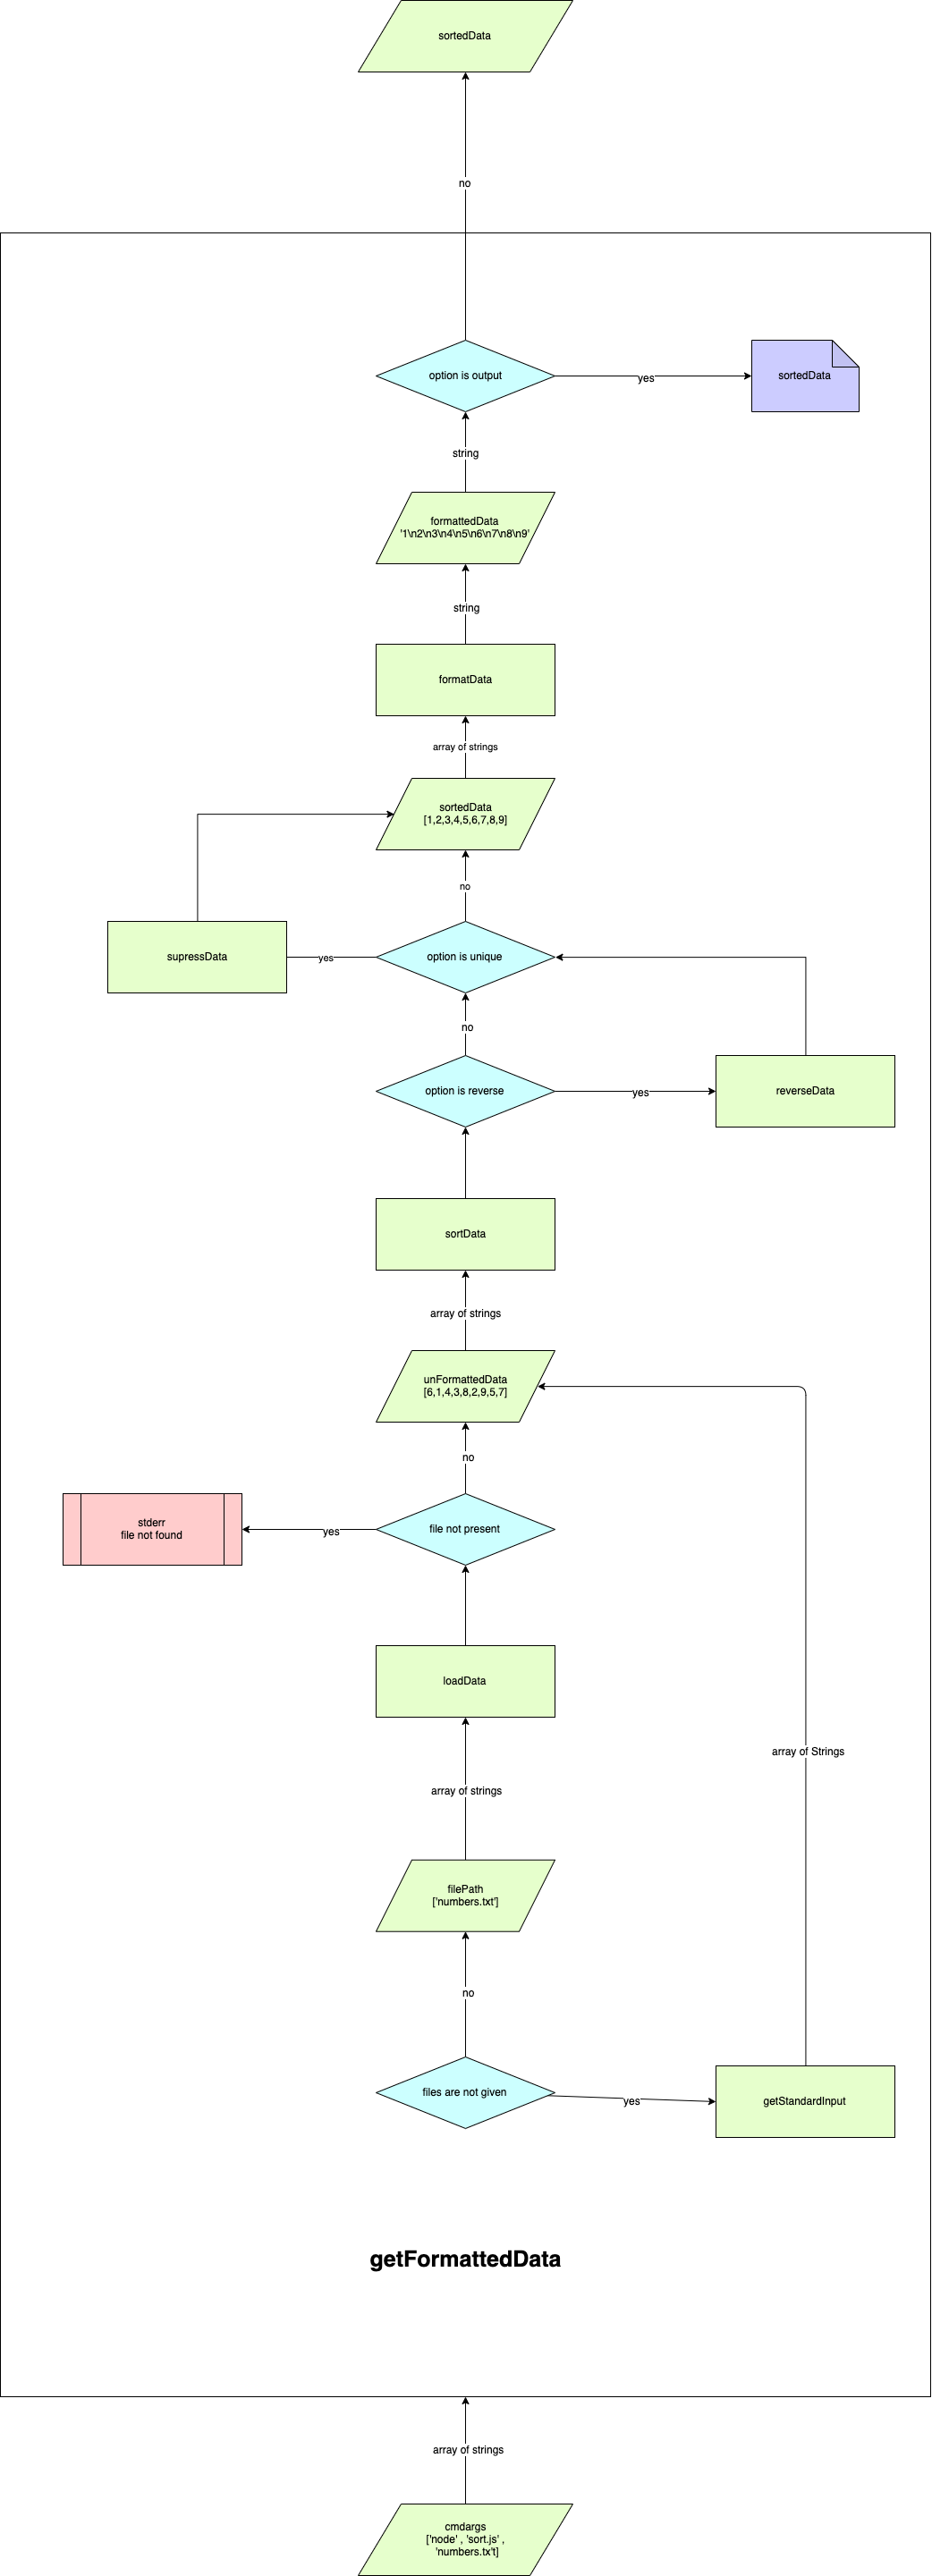 sortedData
no
option is output
yes
sortedData
string
formattedData
'1\n2\n3\n4\n5\n6\n7\n8\n9'
string
formatData
array of strings
sortedData
[1,2,3,4,5,6,7,8,9]
no
supressData
yes
option is unique
no
option is reverse
yes
reverseData
sortData
array of strings
unFormattedData
[6,1,4,3,8,2,9,5,7]
no
stderr
file not found
yes
file not present
loadData
array of Strings
array of strings
filePath
['numbers.txt']
no
files are not given
yes
getStandardInput
getFormattedData
array of strings
cmdargs
['node' , 'sort.js' ,
'numbers.tx't]